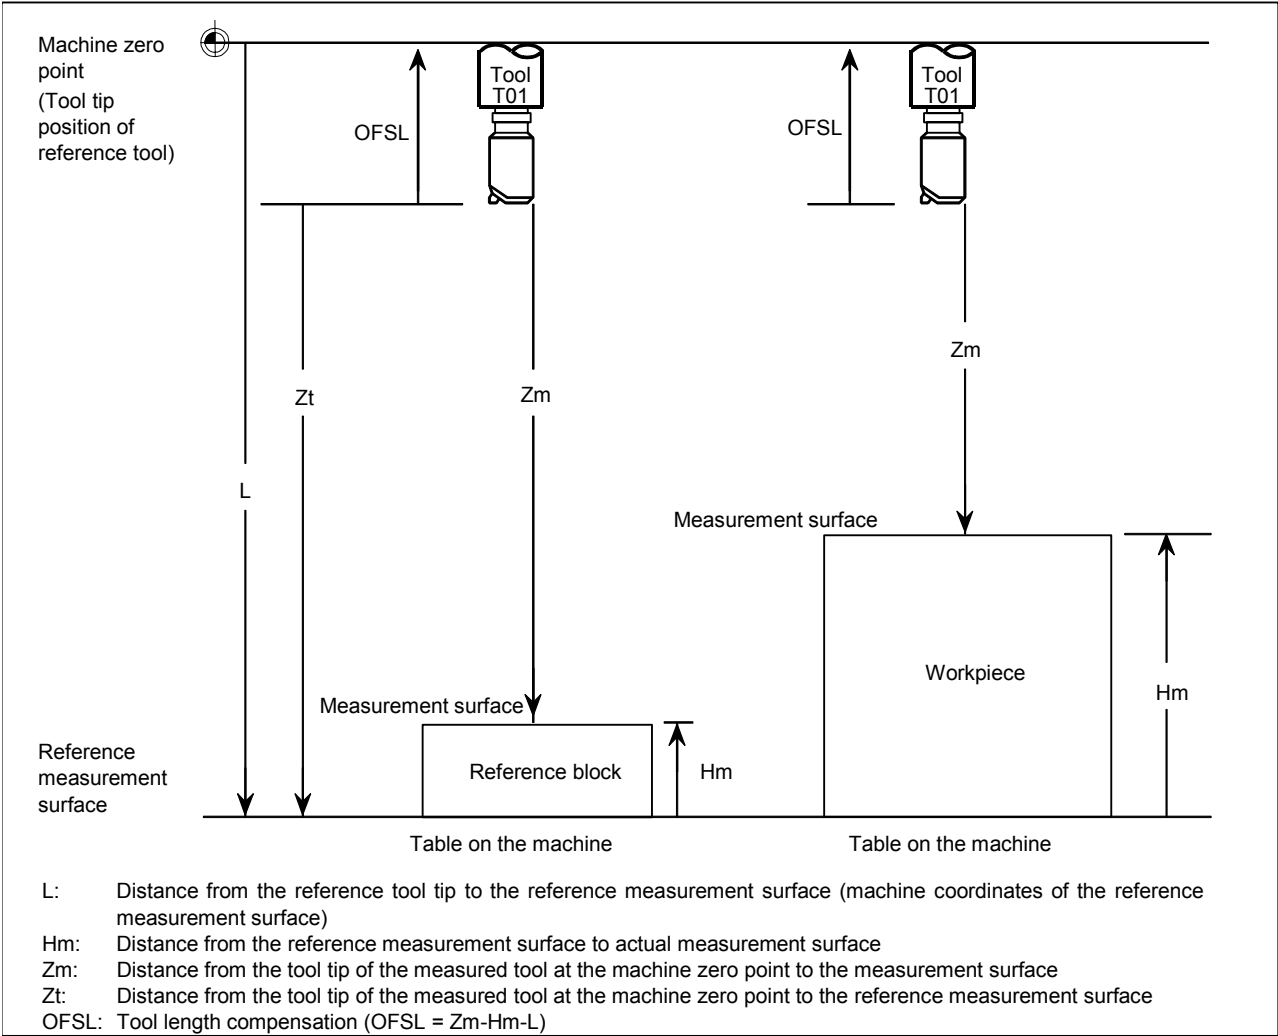 Machine zero
point
(Tool tip
position of
reference tool)
OFSL
Tool
T01
OFSL
Tool
T01
Zm
Zt
Zm
L
Measurement surface
Workpiece
Hm
Measurement surface
Reference
measurement
surface
Reference block
Hm
Table on the machine
Table on the machine
L: Distance from the reference tool tip to the reference measurement surface (machine coordinates of the reference
measurement surface)
Hm: Distance from the reference measurement surface to actual measurement surface
Zm: Distance from the tool tip of the measured tool at the machine zero point to the measurement surface
Zt: Distance from the tool tip of the measured tool at the machine zero point to the reference measurement surface
OFSL: Tool length compensation (OFSL = Zm-Hm-L)